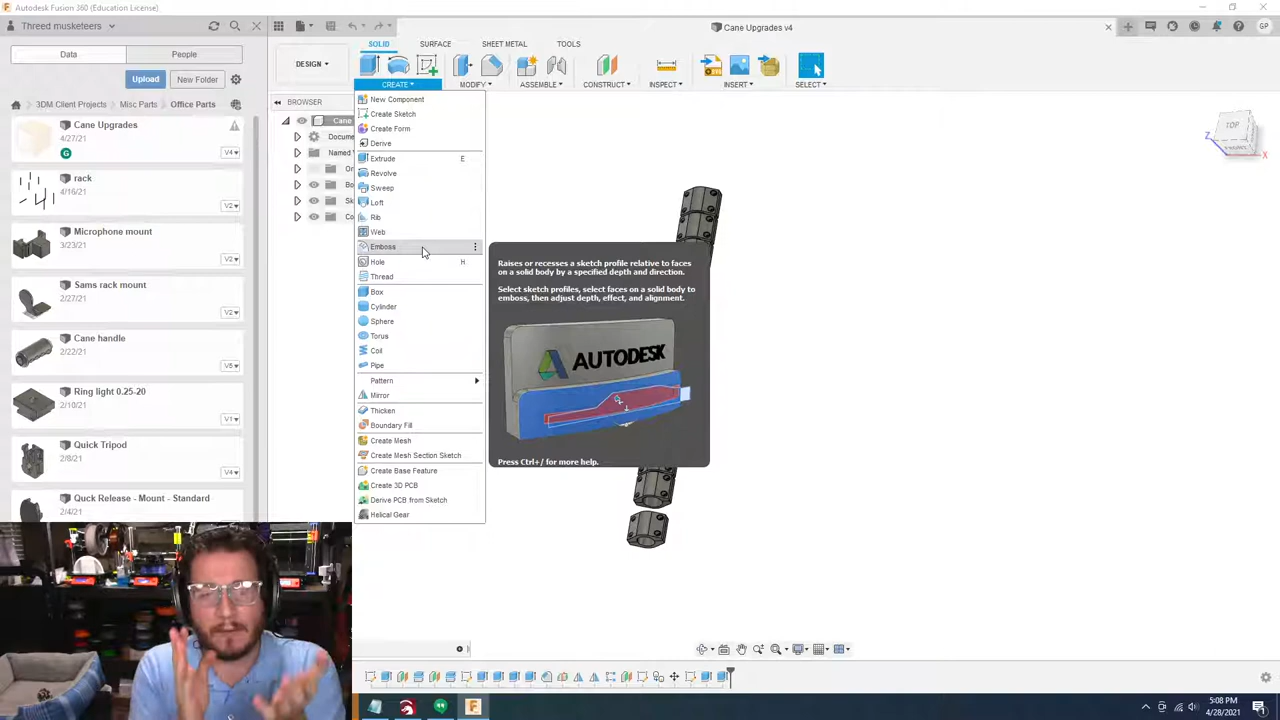 Autodesk Fusion 360 (Education License)
Threed musketeers
Cane Upgrades v4
GP
Data
People
Upload
New Folder
3DM Client Projects
Misc Parts
Office Parts
Cane Upgrades
4/27/21
G
V4
rack
4/16/21
V2
Microphone mount
3/23/21
V2
Sams rack mount
2/27/21
V2
Cane handle
2/22/21
Ring light 0.25-20
2/10/21
V1
Quick Tripod
2/8/21
V4
Quck Release - Mount - Standard
2/4/21
DESIGN
SOLID
SURFACE
SHEET METAL
TOOLS
CREATE
MODIFY
ASSEMBLE
CONSTRUCT
INSPECT
INSERT
SELECT
BROWSER
Cane
Docume
Named V
Or
Bo
Sk
Co
New Component
Create Sketch
Create Form
Derive
Extrude E
Revolve
Sweep
Loft
Rib
Web
Emboss
Hole H
Thread
Box
Cylinder
Sphere
Torus
Coil
Pipe
Pattern
Mirror
Thicken
Boundary Fill
Create Mesh
Create Mesh Section Sketch
Create Base Feature
Create 3D PCB
Derive PCB from Sketch
Helical Gear
Raises or recesses a sketch profile relative to faces
on a solid body by a specified depth and direction.
Select sketch profiles, select faces on a solid body to
emboss, then adjust depth, effect, and alignment.
AUTODESK
Press Ctrl+/ for more help.
TOP
Z
X
5:08 PM
4/28/2021